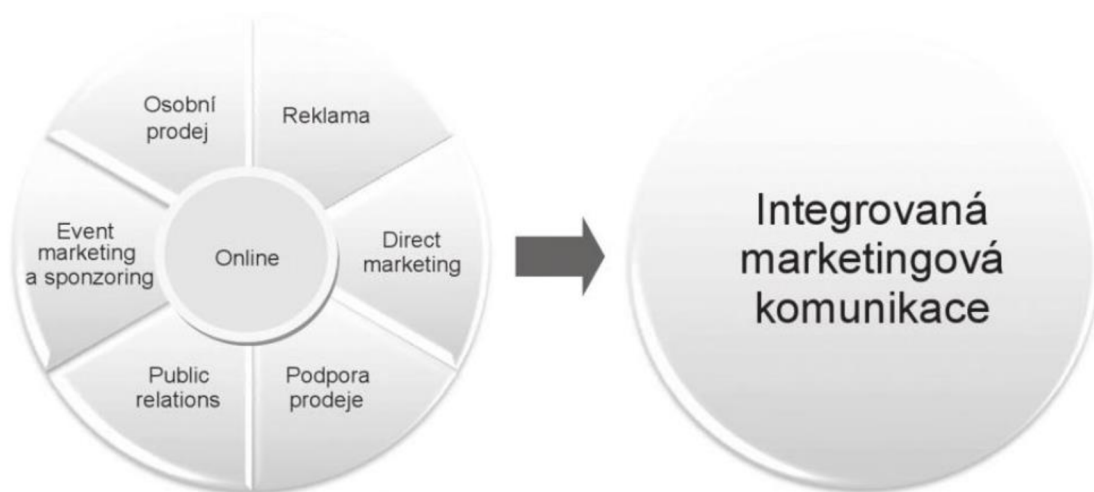 Osobní
prodej
Reklama
Event
marketing
a sponzoring
Online
Direct
marketing
Public
relations
Podpora
prodeje
Integrovaná
marketingová
komunikace